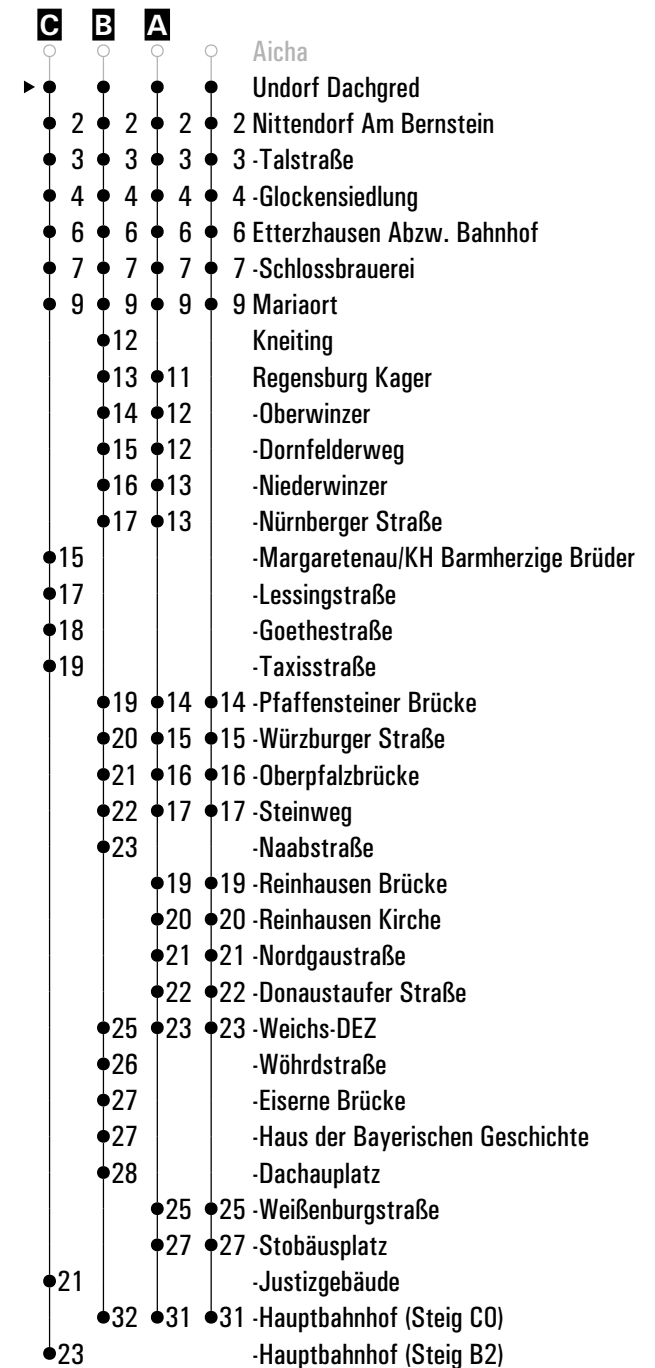 C B A
Aicha
Undorf Dachgred
2 2 2 2 Nittendorf Am Bernstein
3 3 3 3 -Talstraße
4 4 4 4 -Glockensiedlung
6 6 6 6 Etterzhausen Abzw. Bahnhof
7 7 7 7 -Schlossbrauerei
9 9 9 9 Mariaort
12 Kneiting
13 11 Regensburg Kager
14 12 -Oberwinzer
15 12 -Dornfelderweg
16 13 -Niederwinzer
17 13 -Nürnberger Straße
15 -Margaretenau/KH Barmherzige Brüder
17 -Lessingstraße
18 -Goethestraße
19 -Taxisstraße
19 14 14 -Pfaffensteiner Brücke
20 15 15 -Würzburger Straße
21 16 16 -Oberpfalzbrücke
22 17 17 -Steinweg
23 -Naabstraße
19 19 -Reinhausen Brücke
20 20 -Reinhausen Kirche
21 21 -Nordgaustraße
22 22 -Donaustaufer Straße
25 23 23 -Weichs-DEZ
26 -Wöhrdstraße
27 -Eiserne Brücke
27 -Haus der Bayerischen Geschichte
28 -Dachauplatz
25 25 -Weißenburgstraße
27 27 -Stobäusplatz
21 -Justizgebäude
32 31 31 -Hauptbahnhof (Steig C0)
23 -Hauptbahnhof (Steig B2)